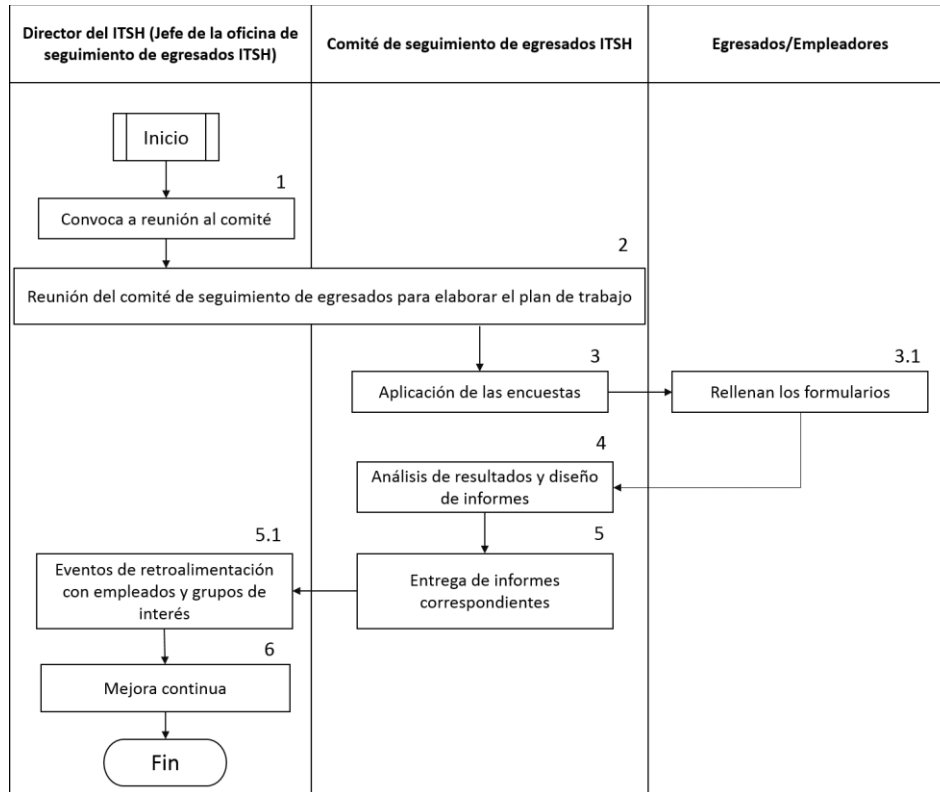 Director del ITSH (Jefe de la oficina de
seguimiento de egresados ITSH)
Comité de seguimiento de egresados ITSH
Egresados/Empleadores
Inicio
1
Convoca a reunión al comité
2
Reunión del comité de seguimiento de egresados para elaborar el plan de trabajo
3
Aplicación de las encuestas
3.1
Rellenan los formularios
4
Análisis de resultados y diseño
de informes
5
Entrega de informes
correspondientes
5.1
Eventos de retroalimentación
con empleados y grupos de
interés
6
Mejora continua
Fin